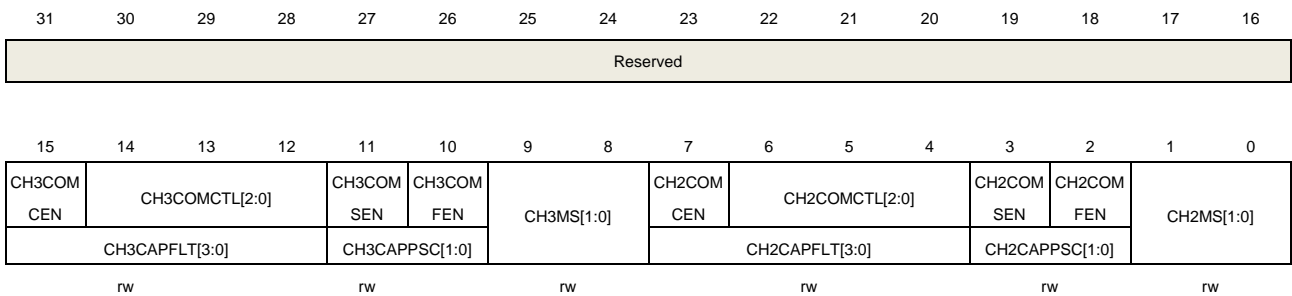 31 30 29 28 27 26 25 24 23 22 21 20 19 18 17 16
Reserved
15 14 13 12 11 10 9 8 7 6 5 4 3 2 1 0
CH3COM CEN CH3COMCTL[2:0] CH3COM SEN CH3COM FEN CH3MS[1:0] CH2COM CEN CH2COMCTL[2:0] CH2COM SEN CH2COM FEN CH2MS[1:0]
CH3CAPFLT[3:0] CH3CAPPSC[1:0] CH2CAPFLT[3:0] CH2CAPPSC[1:0]
rw rw rw rw rw rw